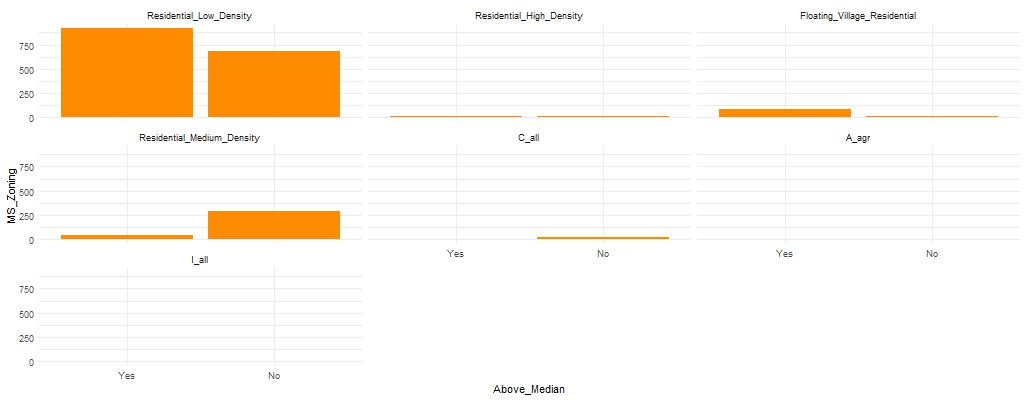 Residential_Low_Density
Residential_High_Density
Floating_Village_Residential
750
500
250
0
Residential_Medium_Density
C_all
A_agr
750
500
250
0
Yes
No
Yes
No
I_all
750
500
250
0
Yes
No
MS_Zoning
Above_Median